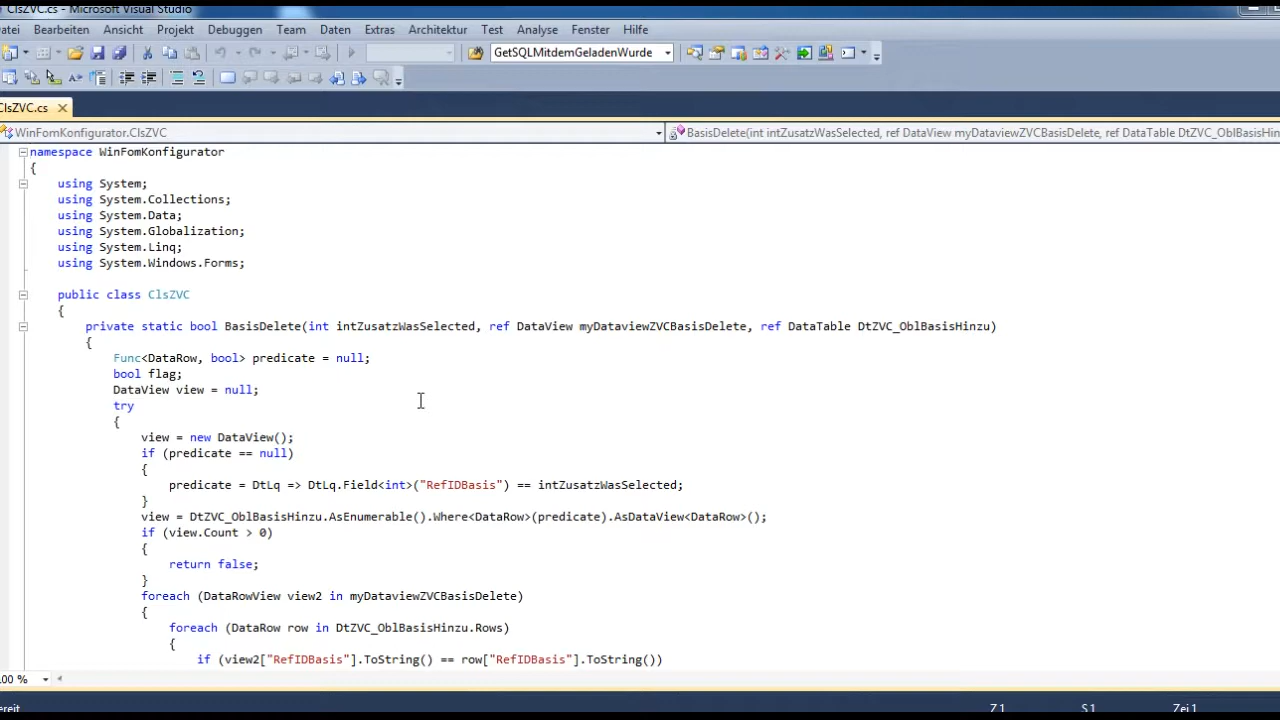 ClsZVC.cs - Microsoft Visual Studio
atei Bearbeiten Ansicht Projekt Debuggen Team Daten Extras Architektur Test Analyse Fenster Hilfe
GetSQLMitdemGeladenWurde
ClsZVC.cs
WinFomKonfigurator.ClsZVC BasisDelete(int intZusatzWasSelected, ref DataView myDataviewZVCBasisDelete, ref DataTable DtZVC_OblBasisHin
namespace WinFomKonfigurator
{
using System;
using System.Collections;
using System.Data;
using System.Globalization;
using System.Linq;
using System.Windows.Forms;
public class ClsZVC
{
private static bool BasisDelete(int intZusatzWasSelected, ref DataView myDataviewZVCBasisDelete, ref DataTable DtZVC_OblBasisHinzu)
{
Func<DataRow, bool> predicate = null;
bool flag;
DataView view = null;
try
{
view = new DataView();
if (predicate == null)
{
predicate = DtLq => DtLq.Field<int>("RefIDBasis") == intZusatzWasSelected;
}
view = DtZVC_OblBasisHinzu.AsEnumerable().Where<DataRow>(predicate).AsDataView<DataRow>();
if (view.Count > 0)
{
return false;
}
foreach (DataRowView view2 in myDataviewZVCBasisDelete)
{
foreach (DataRow row in DtZVC_OblBasisHinzu.Rows)
{
if (view2["RefIDBasis"].ToString() == row["RefIDBasis"].ToString())
00 %
ereit Z1 S1 Zei1